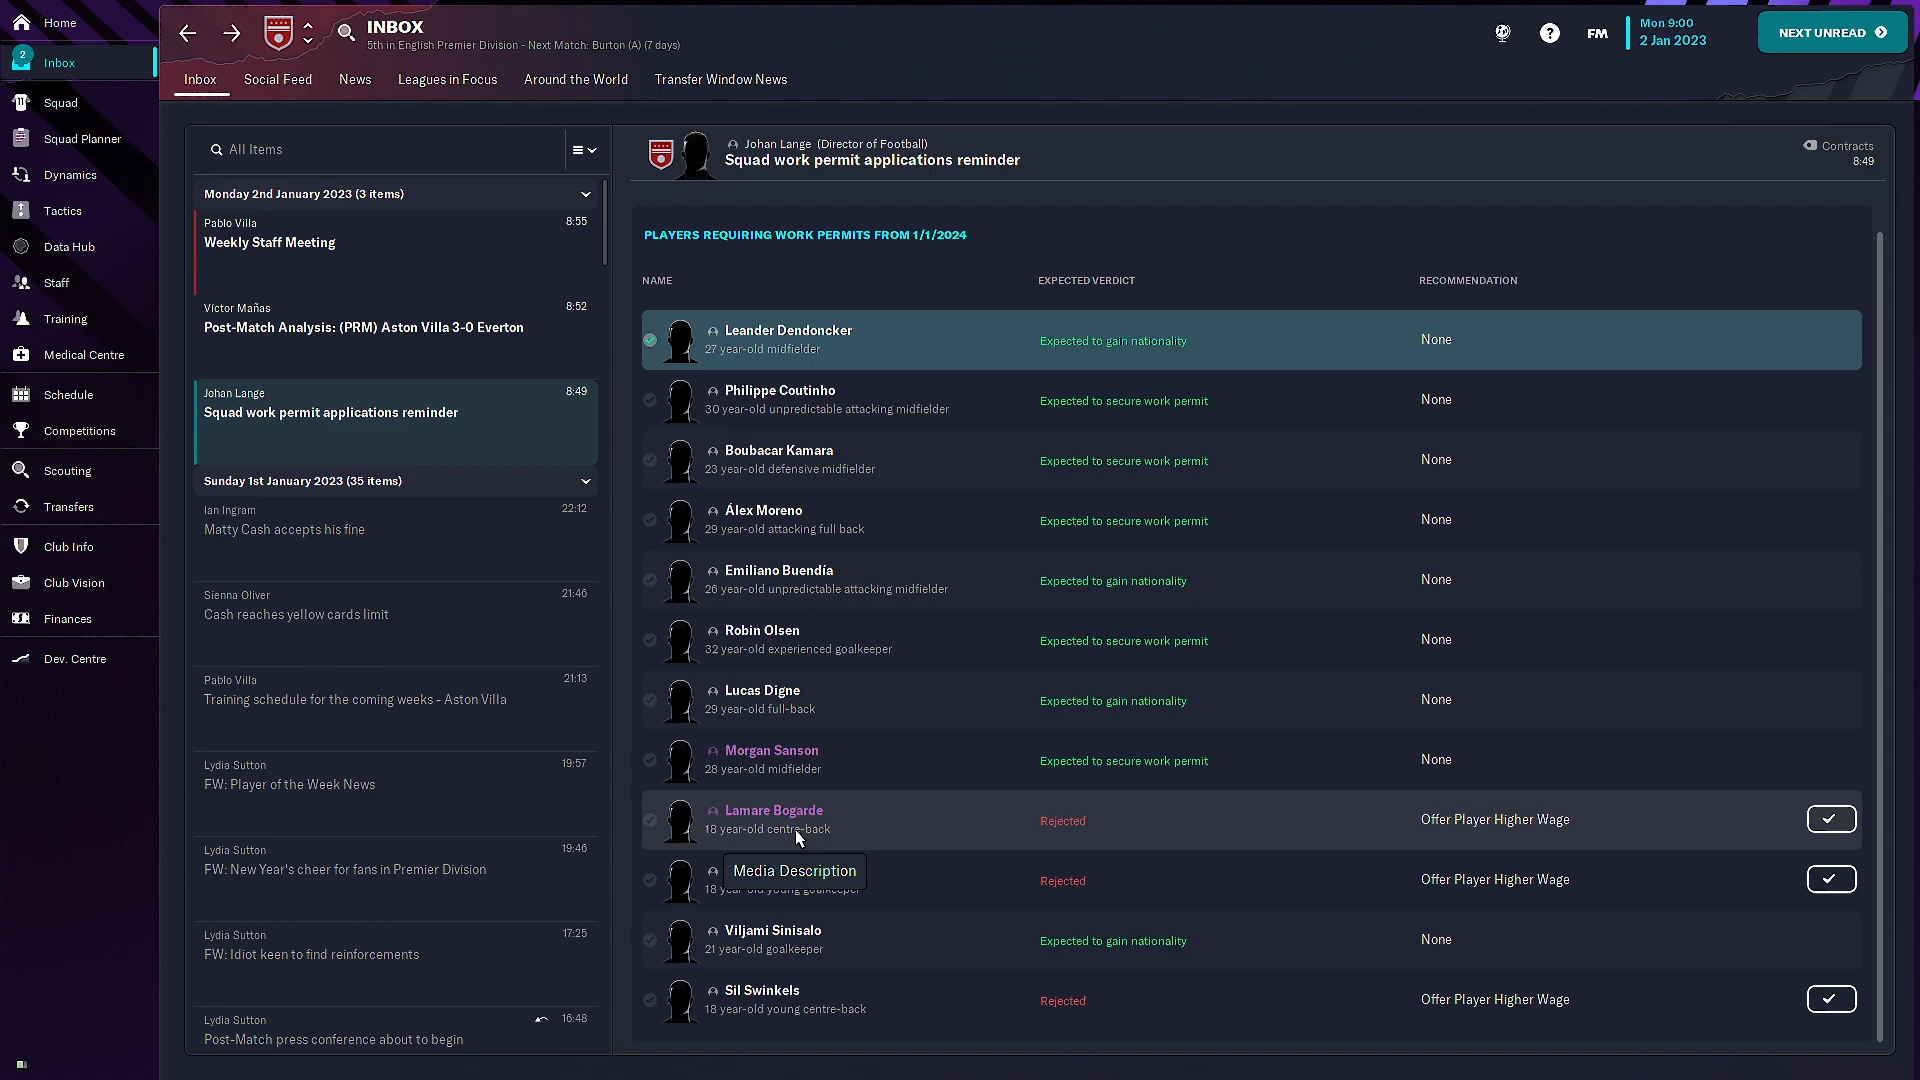 Home
2
Inbox
Squad
Squad Planner
Dynamics
Tactics
Data Hub
Staff
Training
Medical Centre
Schedule
Competitions
Scouting
Transfers
Club Info
Club Vision
Finances
Dev. Centre
INBOX
5th in English Premier Division - Next Match: Burton (A) (7 days)
FM
Mon 9:00
2 Jan 2023
NEXT UNREAD
Inbox
Social Feed
News
Leagues in Focus
Around the World
Transfer Window News
All Items
Monday 2nd January 2023 (3 items)
Pablo Villa
8:55
Weekly Staff Meeting
Víctor Mañas
8:52
Post-Match Analysis: (PRM) Aston Villa 3-0 Everton
Johan Lange
8:49
Squad work permit applications reminder
Sunday 1st January 2023 (35 items)
Ian Ingram
22:12
Matty Cash accepts his fine
Sienna Oliver
21:46
Cash reaches yellow cards limit
Pablo Villa
21:13
Training schedule for the coming weeks - Aston Villa
Lydia Sutton
19:57
FW: Player of the Week News
Lydia Sutton
19:46
FW: New Year's cheer for fans in Premier Division
Lydia Sutton
17:25
FW: Idiot keen to find reinforcements
Lydia Sutton
16:48
Post-Match press conference about to begin
Johan Lange (Director of Football)
Squad work permit applications reminder
Contracts
8:49
PLAYERS REQUIRING WORK PERMITS FROM 1/1/2024
NAME
EXPECTED VERDICT
RECOMMENDATION
Leander Dendoncker
27 year-old midfielder
Expected to gain nationality
None
Philippe Coutinho
30 year-old unpredictable attacking midfielder
Expected to secure work permit
None
Boubacar Kamara
23 year-old defensive midfielder
Expected to secure work permit
None
Álex Moreno
29 year-old attacking full back
Expected to secure work permit
None
Emiliano Buendía
26 year-old unpredictable attacking midfielder
Expected to gain nationality
None
Robin Olsen
32 year-old experienced goalkeeper
Expected to secure work permit
None
Lucas Digne
29 year-old full-back
Expected to gain nationality
None
Morgan Sanson
28 year-old midfielder
Expected to secure work permit
None
Lamare Bogarde
18 year-old centre-back
Rejected
Offer Player Higher Wage
Media Description
18 year-old young goalkeeper
Rejected
Offer Player Higher Wage
Viljami Sinisalo
21 year-old goalkeeper
Expected to gain nationality
None
Sil Swinkels
18 year-old young centre-back
Rejected
Offer Player Higher Wage